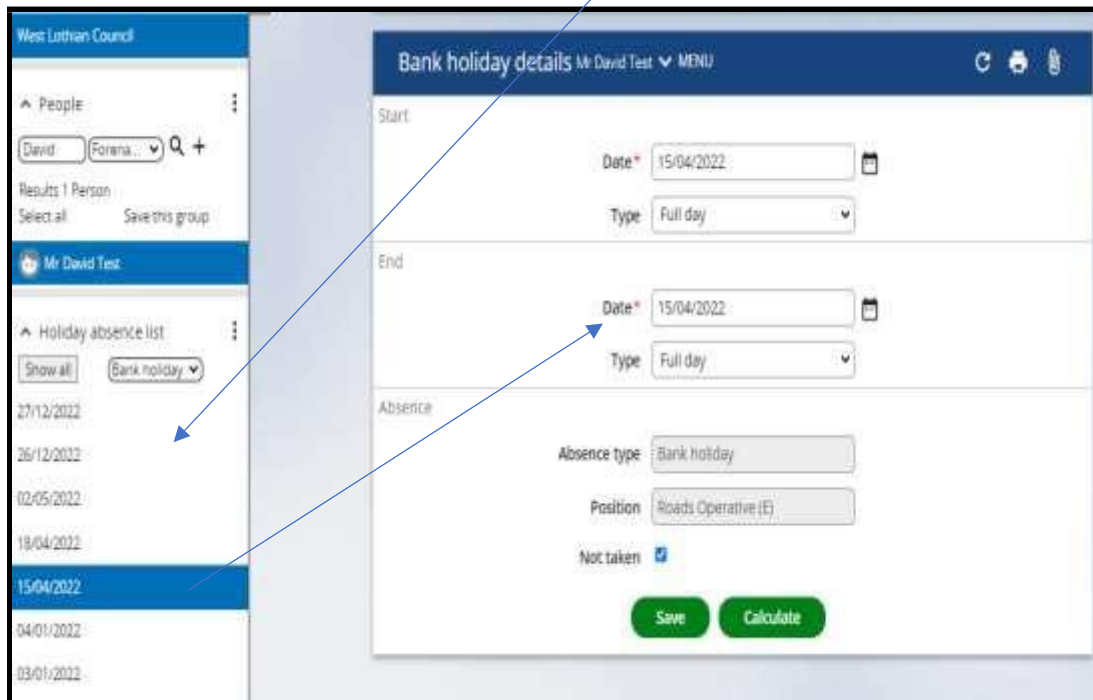 West Lothian Council
People
David
Forena...
Results 1 Person
Select all
Save this group
Mr David Test
Holiday absence list
Show all
Bank holiday
27/12/2022
26/12/2022
02/05/2022
18/04/2022
15/04/2022
04/01/2022
03/01/2022
Bank holiday details Mr David Test MENU
Start
Date* 15/04/2022
Type Full day
End
Date* 15/04/2022
Type Full day
Absence
Absence type Bank holiday
Position Roads Operative (E)
Not taken
Save Calculate